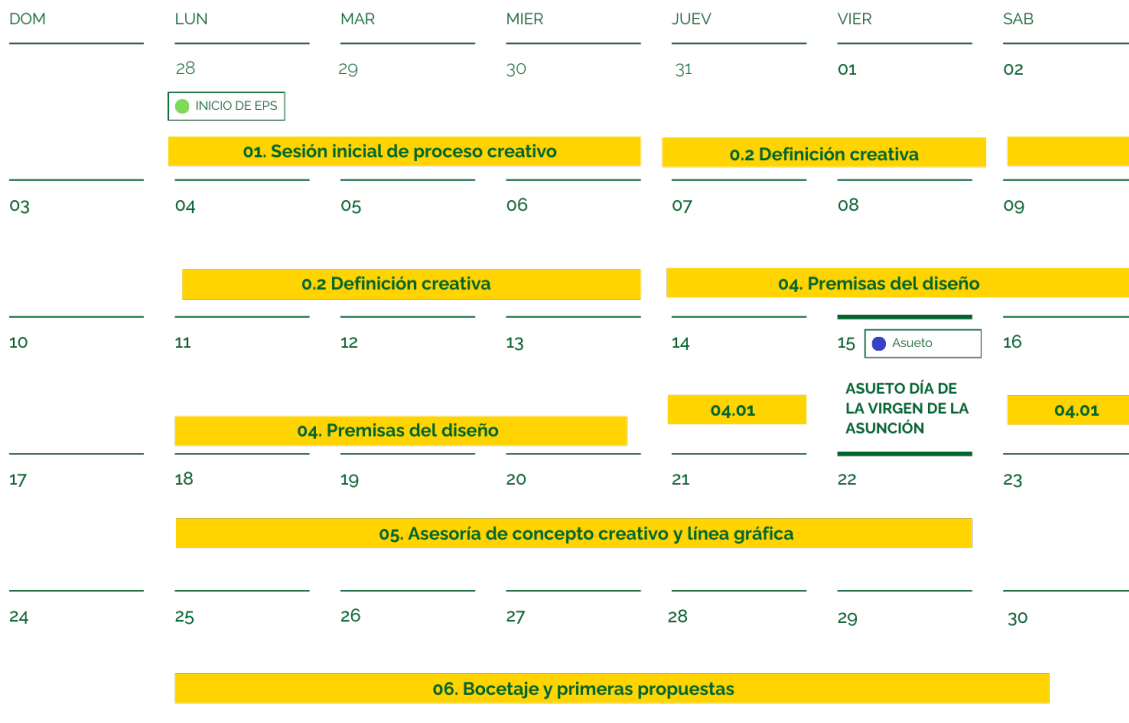 DOM LUN MAR MIER JUEV VIER SAB
28 29 30 31 01 02
INICIO DE EPS
01. Sesión inicial de proceso creativo
0.2 Definición creativa
03 04 05 06 07 08 09
0.2 Definición creativa
04. Premisas del diseño
10 11 12 13 14 15 16
Asueto
04. Premisas del diseño
04.01
ASUETO DÍA DE
LA VIRGEN DE LA
ASUNCIÓN
04.01
17 18 19 20 21 22 23
05. Asesoría de concepto creativo y línea gráfica
24 25 26 27 28 29 30
06. Bocetaje y primeras propuestas